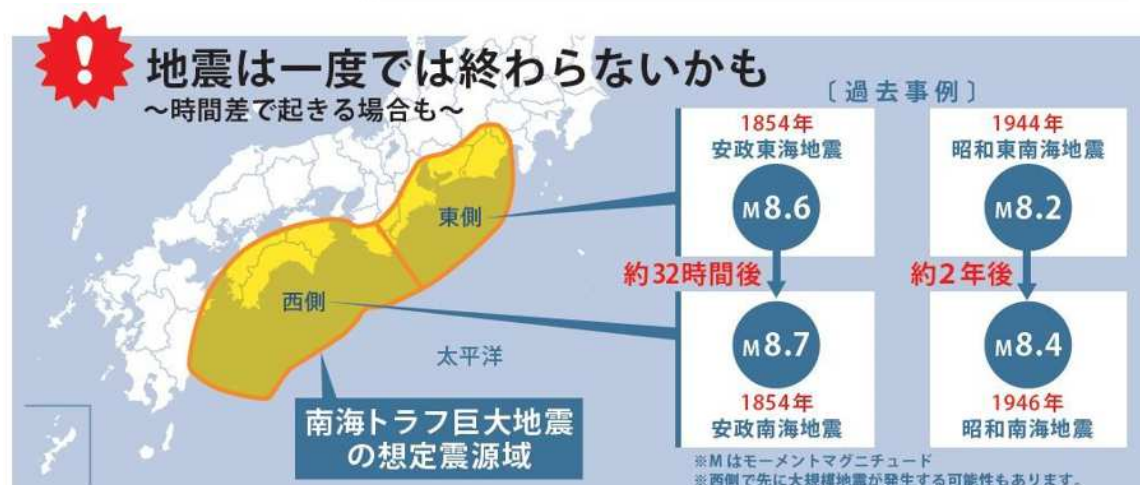 地震は一度では終わらないかも
～時間差で起きる場合も～
〔過去事例〕
1854年
安政東海地震
M8.6
約32時間後
M8.7
1854年
安政南海地震
1944年
昭和東南海地震
M8.2
約2年後
M8.4
1946年
昭和南海地震
東側
西側
太平洋
南海トラフ巨大地震
の想定震源域
※Mはモーメントマグニチュード
※西側で先に大規模地震が発生する可能性もあります。